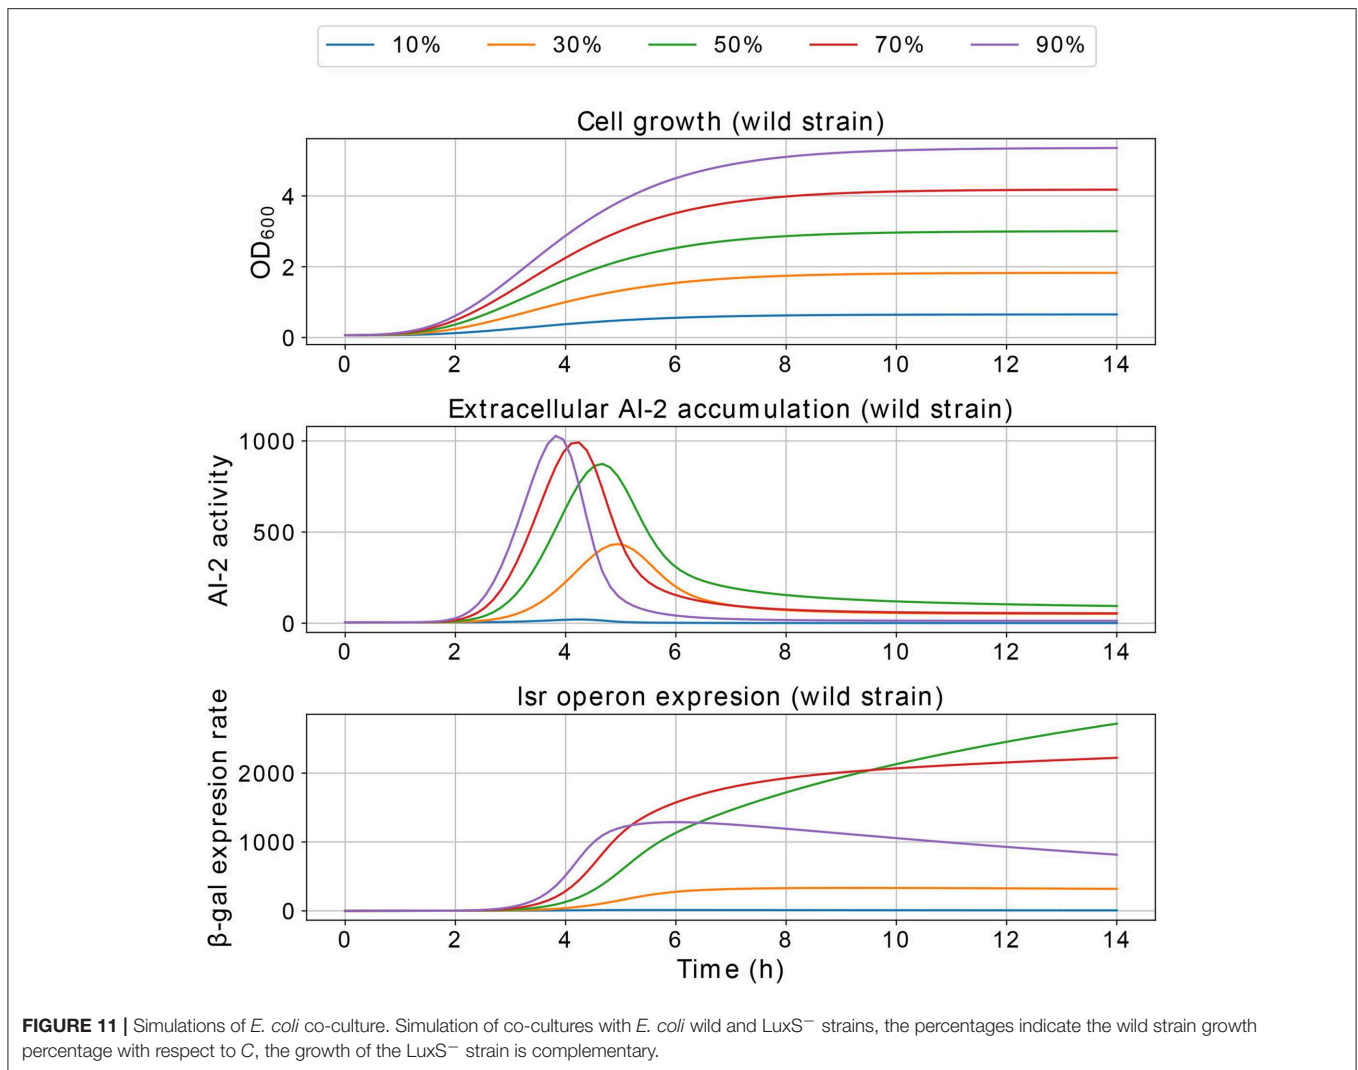 10% 30% 50% 70% 90%
Cell growth (wild strain)
OD600
4
2
0
0 2 4 6 8 10 12 14
Extracellular AI-2 accumulation (wild strain)
AI-2 activity
1000
500
0
0 2 4 6 8 10 12 14
lsr operon expresion (wild strain)
β-gal expresion rate
2000
1000
0
0 2 4 6 8 10 12 14
Time (h)
FIGURE 11 | Simulations of E. coli co-culture. Simulation of co-cultures with E. coli wild and LuxS− strains, the percentages indicate the wild strain growth
percentage with respect to C, the growth of the LuxS− strain is complementary.